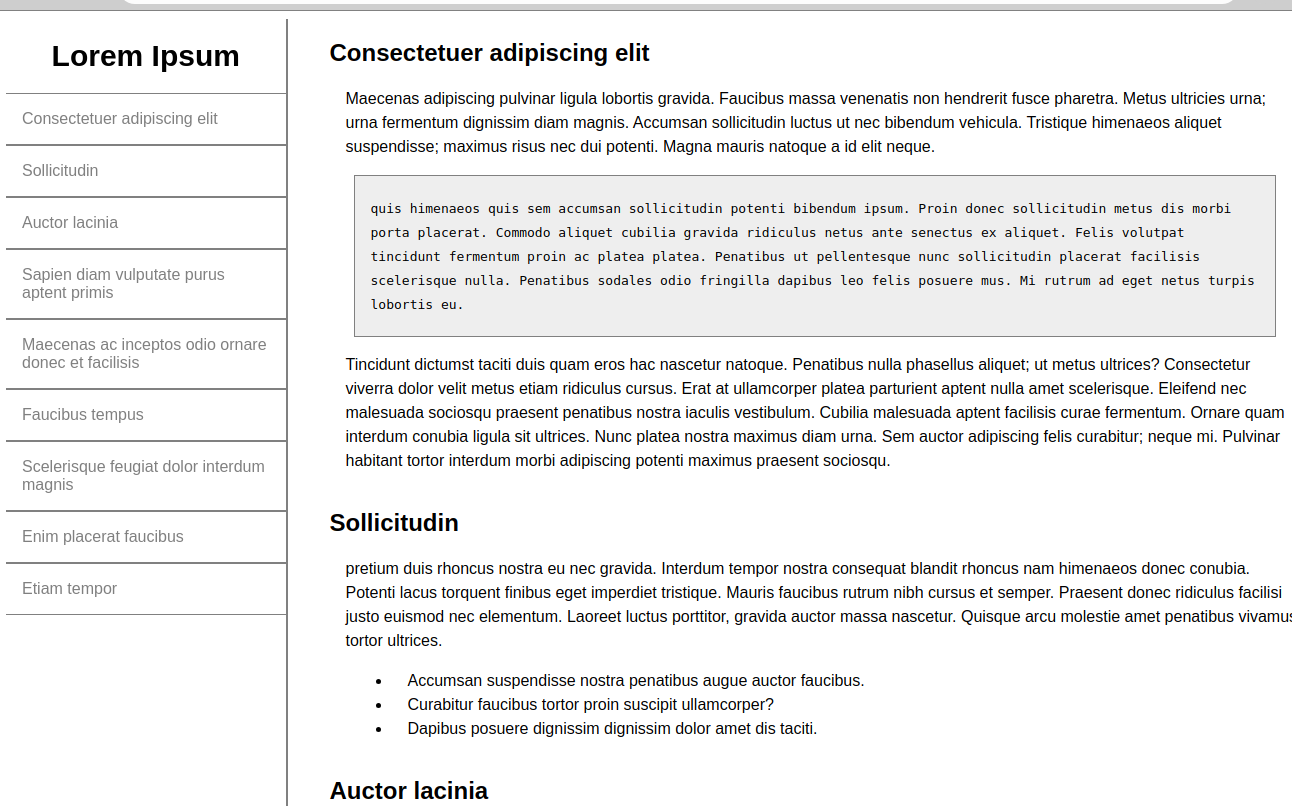 Lorem Ipsum
Consectetuer adipiscing elit
Sollicitudin
Auctor lacinia
Sapien diam vulputate purus
aptent primis
Maecenas ac inceptos odio ornare
donec et facilisis
Faucibus tempus
Scelerisque feugiat dolor interdum
magnis
Enim placerat faucibus
Etiam tempor
Consectetuer adipiscing elit
Maecenas adipiscing pulvinar ligula lobortis gravida. Faucibus massa venenatis non hendrerit fusce pharetra. Metus ultricies urna;
urna fermentum dignissim diam magnis. Accumsan sollicitudin luctus ut nec bibendum vehicula. Tristique himenaeos aliquet
suspendisse; maximus risus nec dui potenti. Magna mauris natoque a id elit neque.
quis himenaeos quis sem accumsan sollicitudin potenti bibendum ipsum. Proin donec sollicitudin metus dis morbi
porta placerat. Commodo aliquet cubilia gravida ridiculus netus ante senectus ex aliquet. Felis volutpat
tincidunt fermentum proin ac platea platea. Penatibus ut pellentesque nunc sollicitudin placerat facilisis
scelerisque nulla. Penatibus sodales odio fringilla dapibus leo felis posuere mus. Mi rutrum ad eget netus turpis
lobortis eu.
Tincidunt dictumst taciti duis quam eros hac nascetur natoque. Penatibus nulla phasellus aliquet; ut metus ultrices? Consectetur
viverra dolor velit metus etiam ridiculus cursus. Erat at ullamcorper platea parturient aptent nulla amet scelerisque. Eleifend nec
malesuada sociosqu praesent penatibus nostra iaculis vestibulum. Cubilia malesuada aptent facilisis curae fermentum. Ornare quam
interdum conubia ligula sit ultrices. Nunc platea nostra maximus diam urna. Sem auctor adipiscing felis curabitur; neque mi. Pulvinar
habitant tortor interdum morbi adipiscing potenti maximus praesent sociosqu.
Sollicitudin
pretium duis rhoncus nostra eu nec gravida. Interdum tempor nostra consequat blandit rhoncus nam himenaeos donec conubia.
Potenti lacus torquent finibus eget imperdiet tristique. Mauris faucibus rutrum nibh cursus et semper. Praesent donec ridiculus facilisi
justo euismod nec elementum. Laoreet luctus porttitor, gravida auctor massa nascetur. Quisque arcu molestie amet penatibus vivamus
tortor ultrices.
• Accumsan suspendisse nostra penatibus augue auctor faucibus.
• Curabitur faucibus tortor proin suscipit ullamcorper?
• Dapibus posuere dignissim dignissim dolor amet dis taciti.
Auctor lacinia